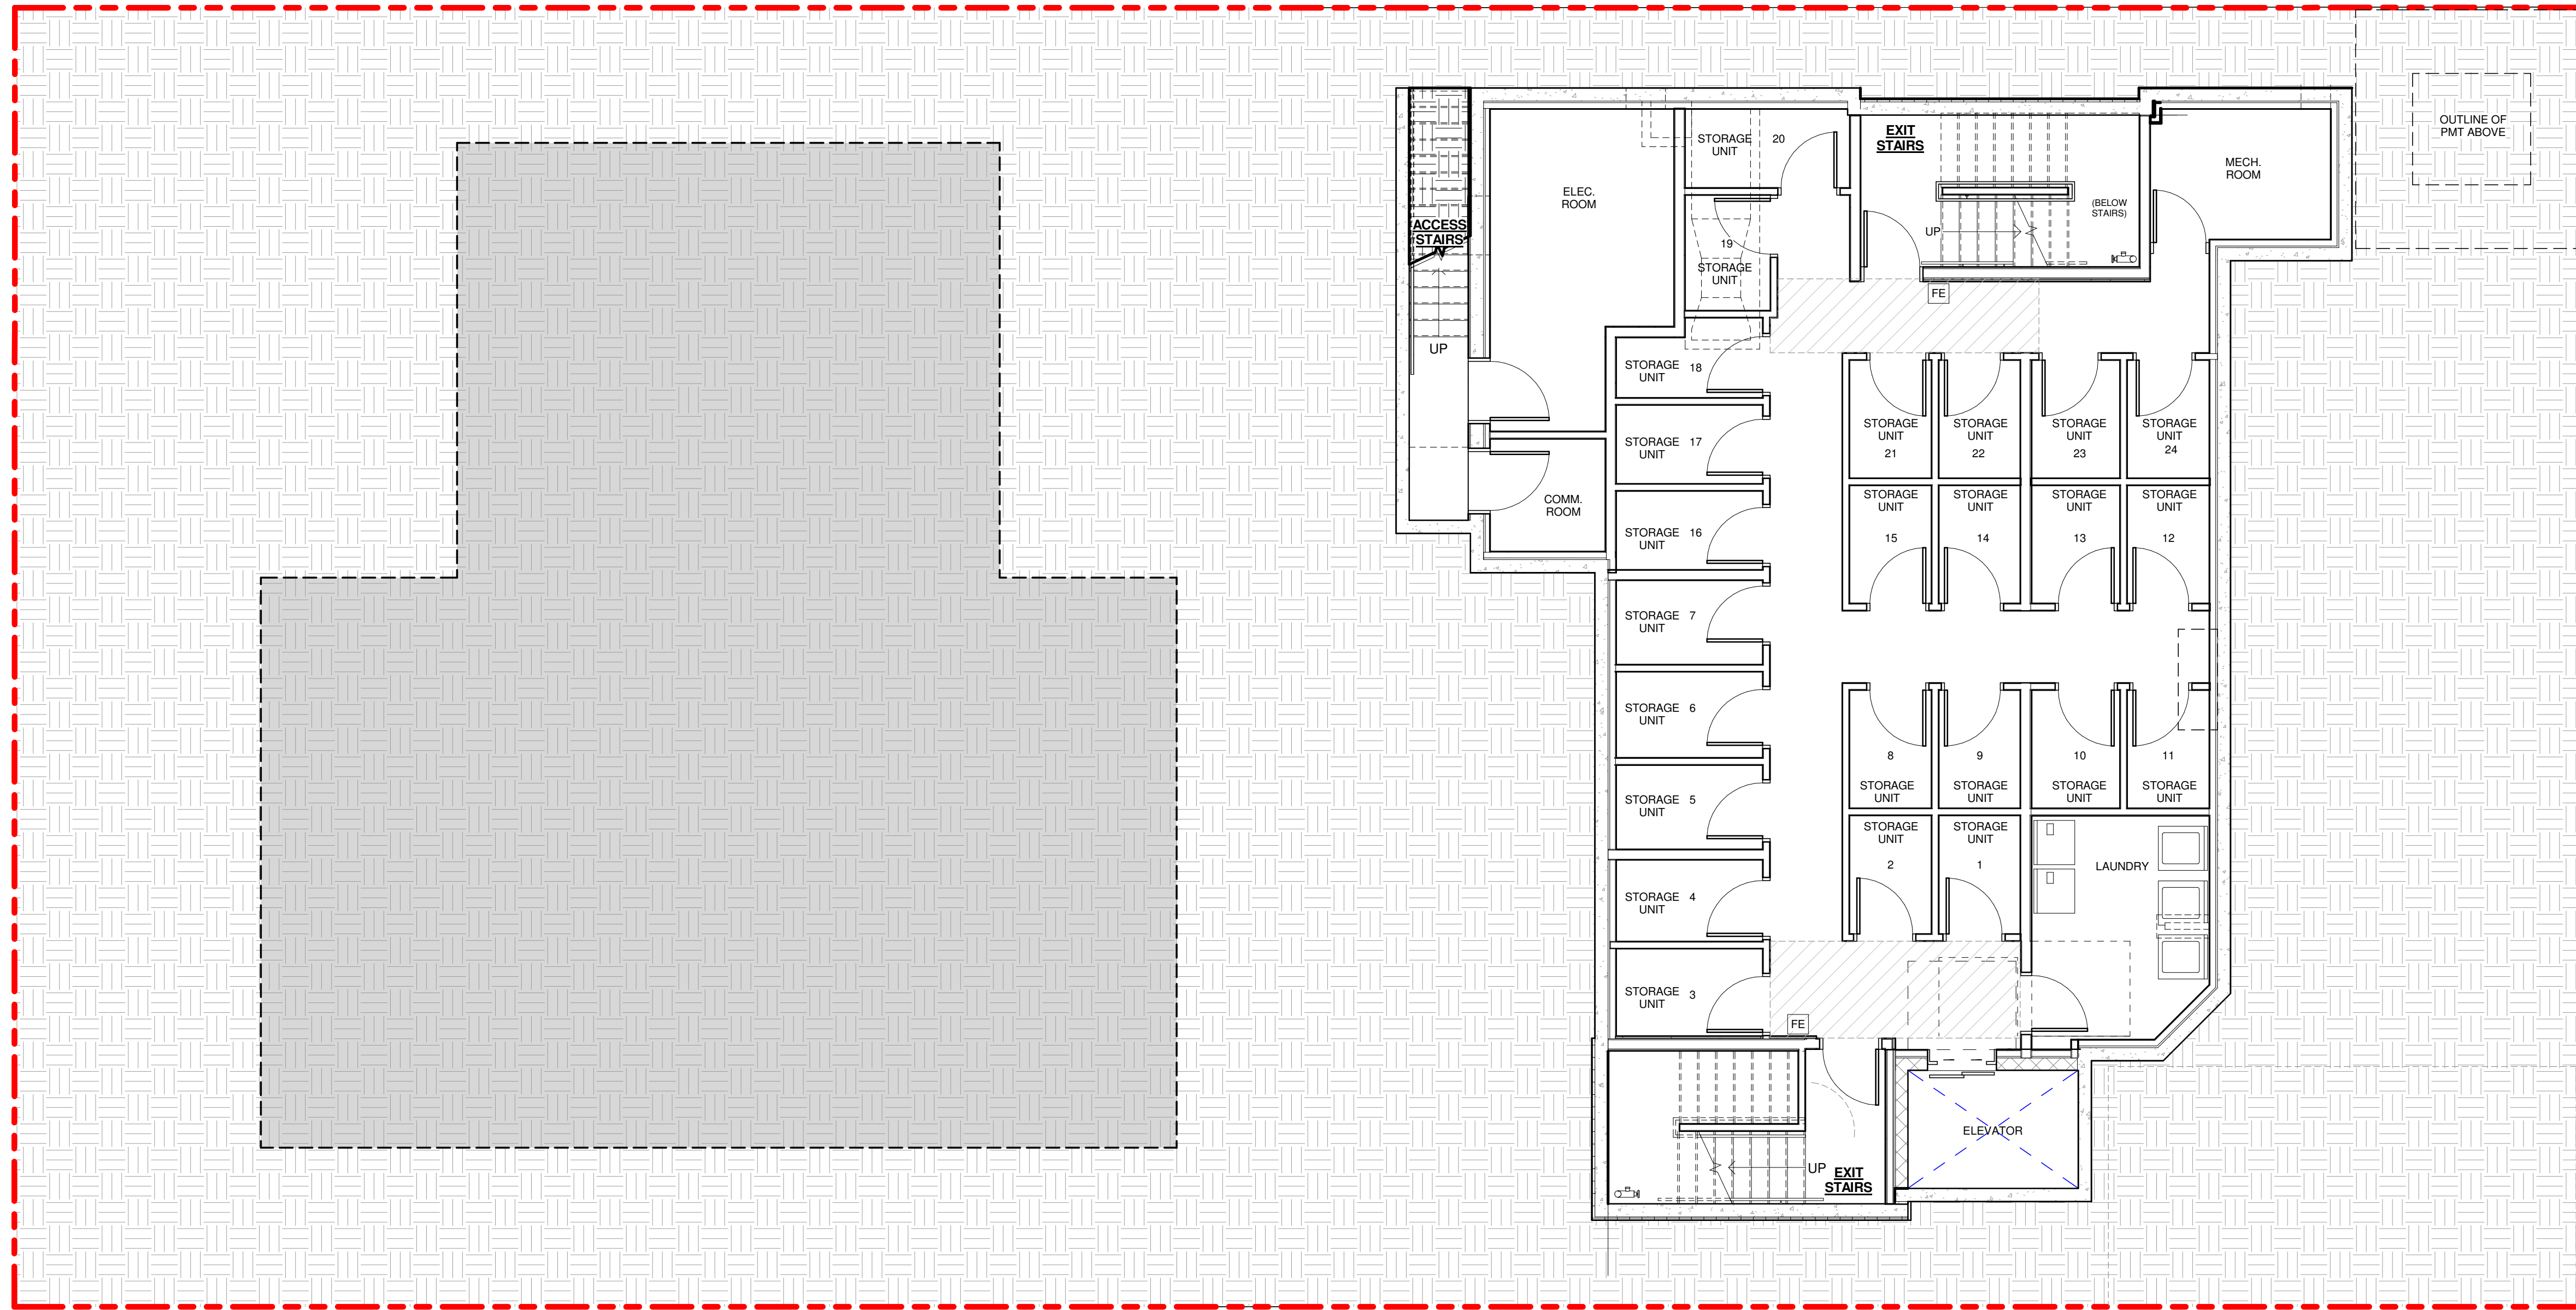 OUTLINE OF
PMT ABOVE
STORAGE 20
UNIT
EXIT
STAIRS
MECH.
ROOM
ELEC.
ROOM
(BELOW
STAIRS)
ACCESS
STAIRS
UP
19
STORAGE
UNIT
FE
UP
STORAGE 18
UNIT
STORAGE
UNIT
21
STORAGE
UNIT
22
STORAGE
UNIT
23
STORAGE
UNIT
24
STORAGE 17
UNIT
COMM.
ROOM
STORAGE
UNIT
15
STORAGE
UNIT
14
STORAGE
UNIT
13
STORAGE
UNIT
12
STORAGE 16
UNIT
STORAGE 7
UNIT
STORAGE 6
UNIT
8
STORAGE
UNIT
9
STORAGE
UNIT
10
STORAGE
UNIT
11
STORAGE
UNIT
STORAGE 5
UNIT
STORAGE
UNIT
2
STORAGE
UNIT
1
LAUNDRY
STORAGE 4
UNIT
STORAGE 3
UNIT
FE
ELEVATOR
UP
EXIT
STAIRS